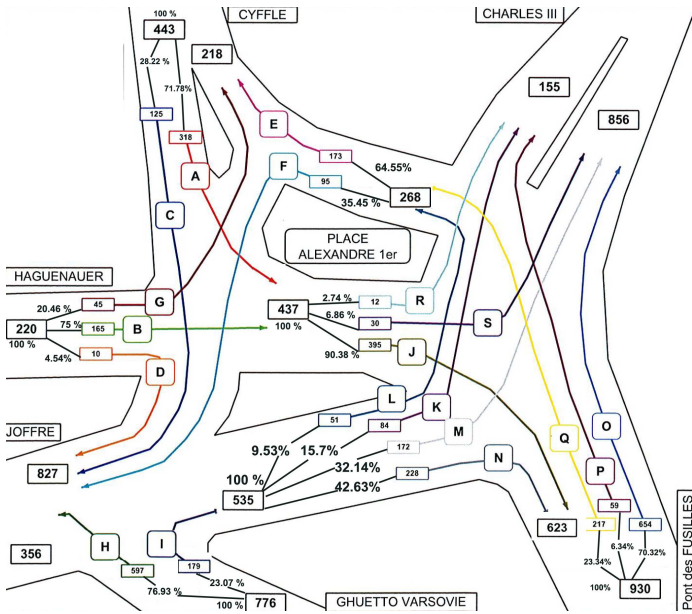 CYFFLE
CHARLES III
100 %
443
218
28.22 %
155
71.78%
125
856
E
318
173
64.55%
F
A
95
268
35.45 %
C
PLACE
ALEXANDRE 1er
HAGUENAUER
G
2.74 %
12
R
20.46 %
45
437
6.86 %
220
75 %
165
B
30
S
100 %
100 %
395
J
4.54%
10
90.38 %
D
L
51
K
84
JOFFRE
M
Q
O
9.53%
15.7%
172
N
827
100 %
32.14%
228
P
535
42.63%
59
623
217
654
356
H
I
6.34%
70.32%
597
179
23.34%
23.07 %
100%
930
76.93 %
100 %
776
GHUETTO VARSOVIE
Pont des FUSILLES